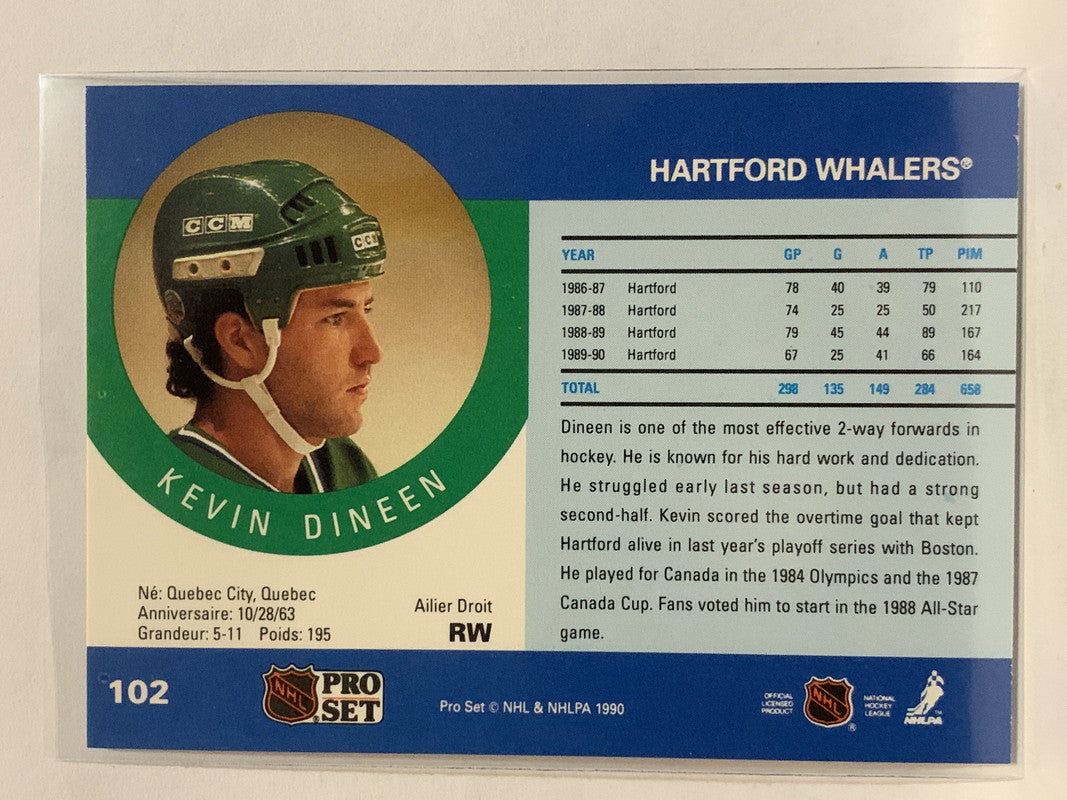 HARTFORD WHALERS®
CCM
CCM
KEVIN DINEEN
YEAR GP G A TP PIM
1986-87 Hartford 78 40 39 79 110
1987-88 Hartford 74 25 25 50 217
1988-89 Hartford 79 45 44 89 167
1989-90 Hartford 67 25 41 66 164
TOTAL 298 135 149 284 658
Dineen is one of the most effective 2-way forwards in
hockey. He is known for his hard work and dedication.
He struggled early last season, but had a strong
second-half. Kevin scored the overtime goal that kept
Hartford alive in last year's playoff series with Boston.
He played for Canada in the 1984 Olympics and the 1987
Canada Cup. Fans voted him to start in the 1988 All-Star
game.
Né: Quebec City, Quebec
Anniversaire: 10/28/63
Grandeur: 5-11 Poids: 195
Ailier Droit
RW
102
NHL ®
PRO
SET
Pro Set © NHL & NHLPA 1990
OFFICIAL
LICENSED
PRODUCT
NHL ®
NATIONAL
HOCKEY
LEAGUE
NHLPA ™